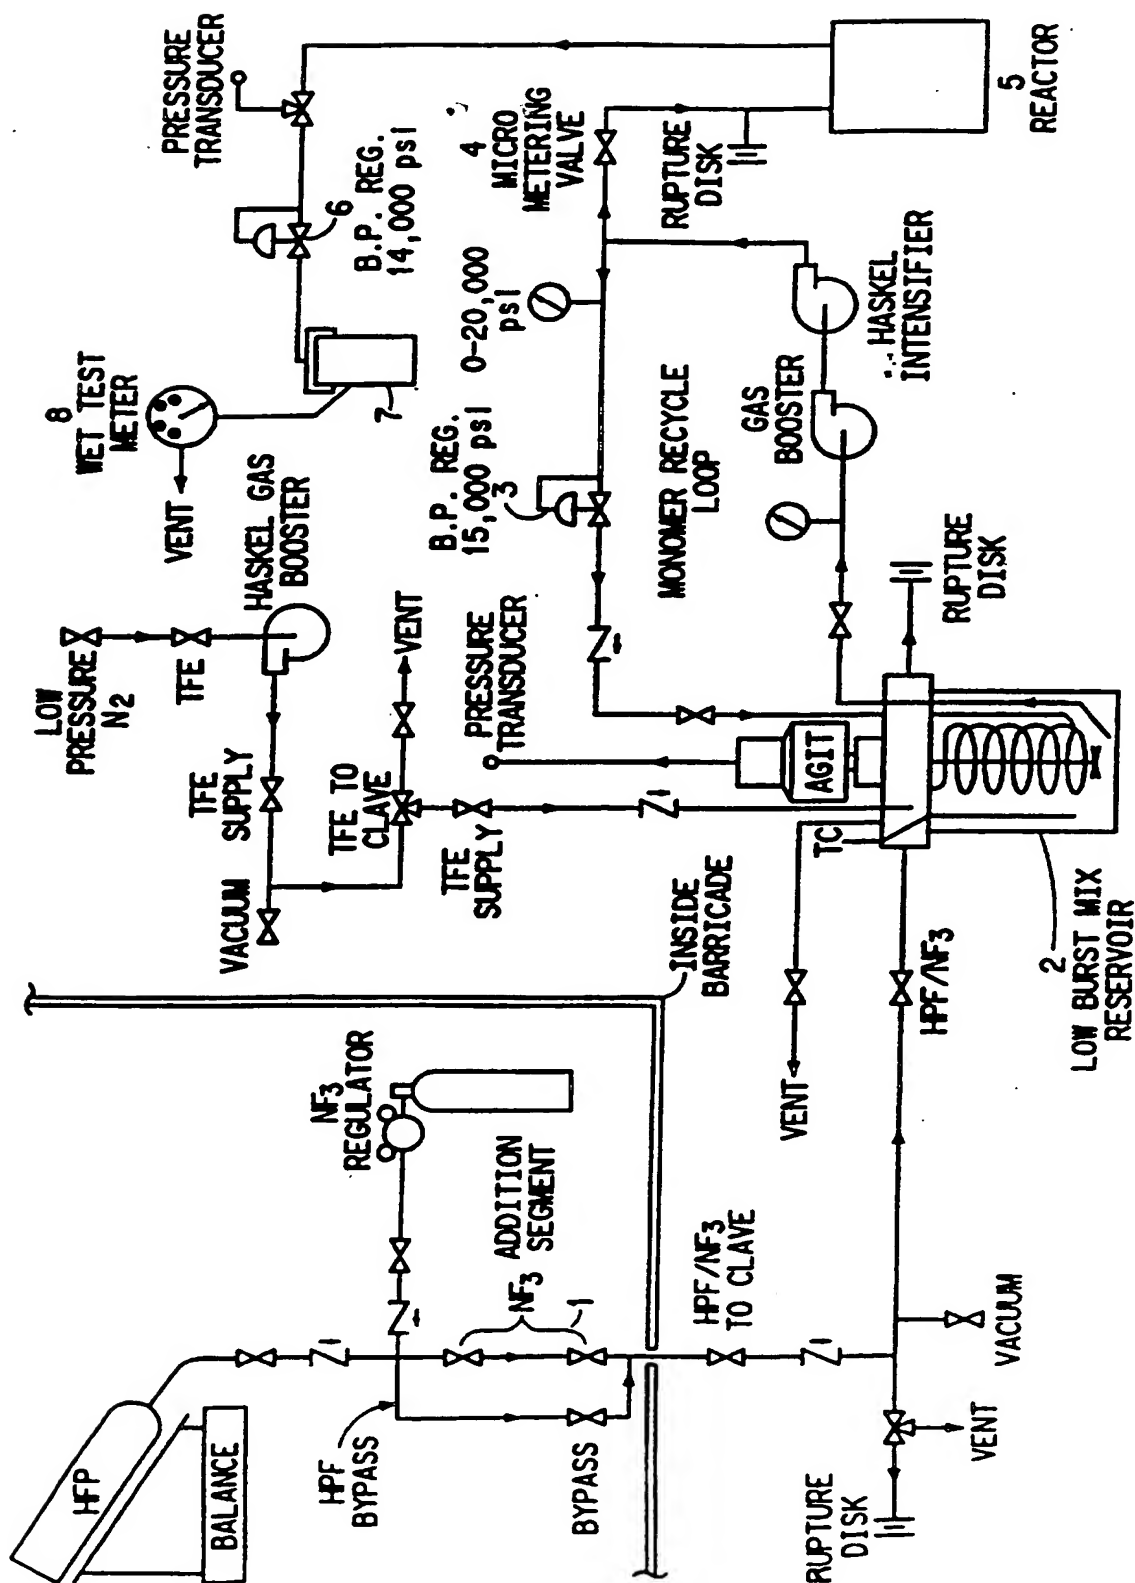 PRESSURE
TRANSDUCER
8
WET TEST
METER
VENT
7
6
B.P. REG.
14,000 psi
4
MICRO
METERING
VALVE
RUPTURE
DISK
5
REACTOR
LOW
PRESSURE
N2
TFE
HASKEL GAS
BOOSTER
TFE
SUPPLY
VACUUM
TFE TO
CLAVE
VENT
TFE
SUPPLY
B.P. REG.
15,000 psi
3
0-20,000
psi
MONOMER RECYCLE
LOOP
GAS
BOOSTER
HASKEL
INTENSIFIER
PRESSURE
TRANSDUCER
AGIT
TC
RUPTURE
DISK
INSIDE
BARRICADE
VENT
HPF/NF3
2
LOW BURST MIX
RESERVOIR
NF3
REGULATOR
NF3 ADDITION
SEGMENT
1
HFP
BALANCE
HPF
BYPASS
BYPASS
HPF/NF3
TO CLAVE
VACUUM
VENT
RUPTURE
DISK